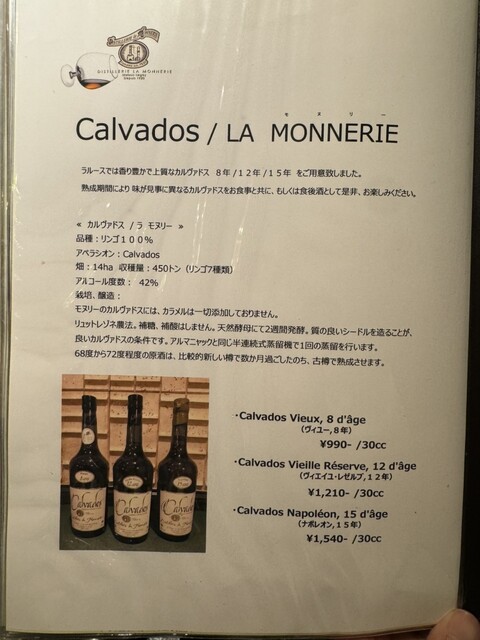 DISTILLERIE LA MONNERIE
モ ヌ リ ー
Calvados / LA MONNERIE
ラルースでは香り豊かで上質なカルヴァドス 8年/12年/15年 をご用意致しました。
熟成期間により 味が見事に異なるカルヴァドスをお食事と共に、もしくは食後酒として是非、お楽しみください。
≪ カルヴァドス /ラ モヌリー ≫
品種：リンゴ100%
アペラシオン：Calvados
畑：14ha 収穫量：450トン（リンゴ7種類）
アルコール度数： 42%
栽培、醸造：
モヌリーのカルヴァドスには、カラメルは一切添加しておりません。
リュットレゾネ農法。補糖、補酸はしません。天然酵母にて2週間発酵。質の良いシードルを造ることが、
良いカルヴァドスの条件です。アルマニャックと同じ半連続式蒸留機で1回の蒸留を行います。
68度から72度程度の原酒は、比較的新しい樽で数か月過ごしたのち、古樽で熟成させます。
・Calvados Vieux, 8 d'âge
（ヴィユー，8年）
¥990- /30cc
・Calvados Vieille Réserve, 12 d'âge
（ヴィエイユ・レゼルブ，12年）
¥1,210- /30cc
・Calvados Napoléon, 15 d'âge
（ナポレオン，15年）
¥1,540- /30cc
Calvados
Calvados
Calvados